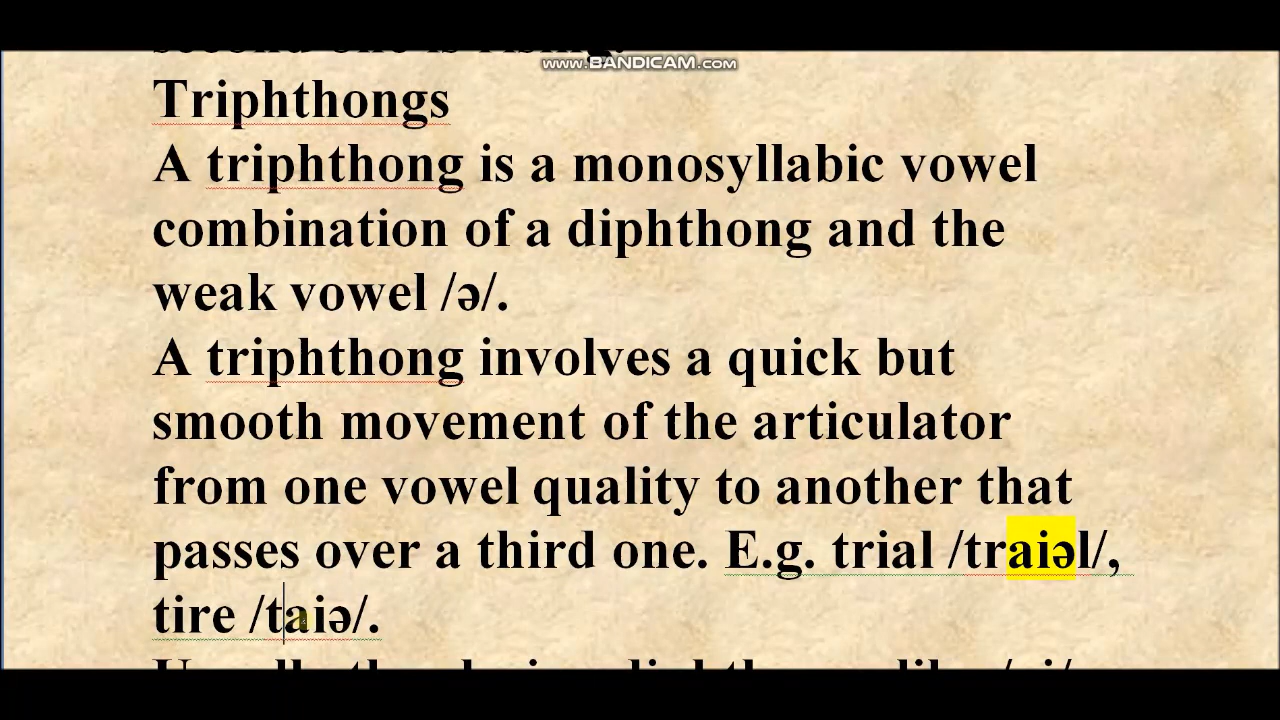 www.BANDICAM.com
Triphthongs
A triphthong is a monosyllabic vowel
combination of a diphthong and the
weak vowel /ə/.
A triphthong involves a quick but
smooth movement of the articulator
from one vowel quality to another that
passes over a third one. E.g. trial /traiəl/,
tire /taiə/.